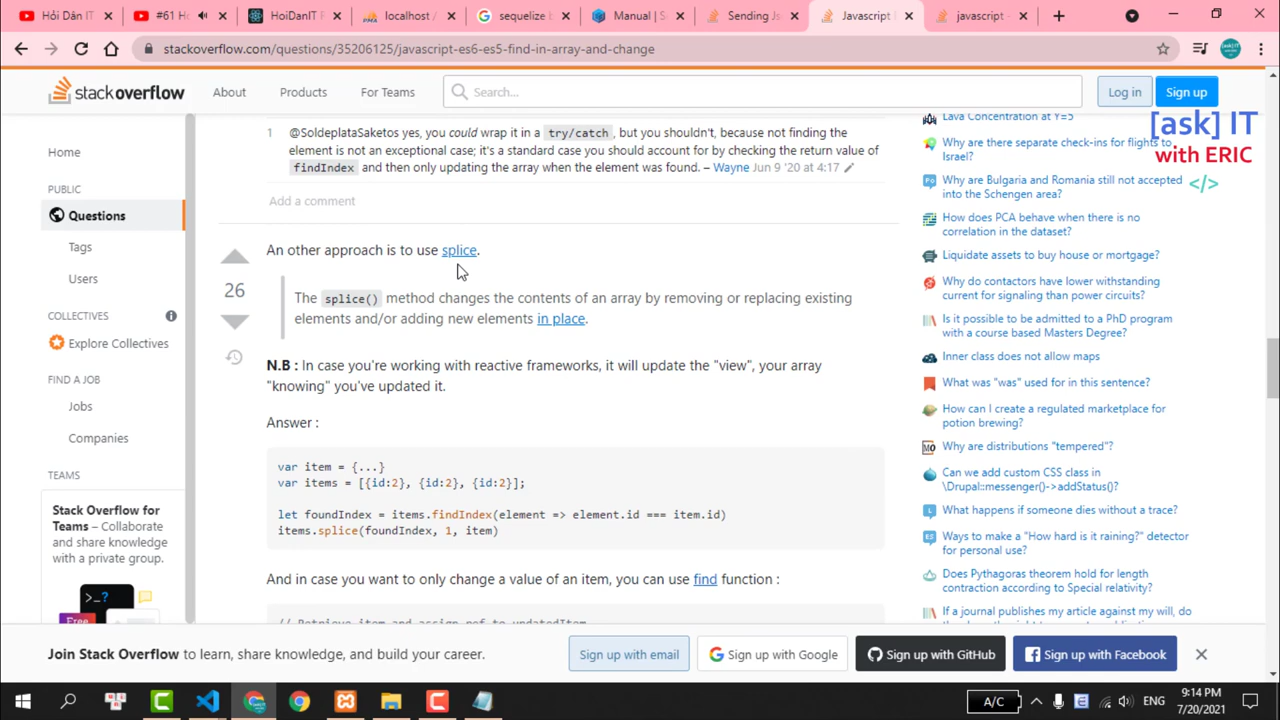 Hỏi Dân IT
#61 H
HoiDanIT F
localhost /
sequelize b
Manual | S
Sending Js
Javascript
javascript
stackoverflow.com/questions/35206125/javascript-es6-es5-find-in-array-and-change
stackoverflow
About
Products
For Teams
Search...
Log in
Sign up
[ask] IT
with ERIC
</>
Home
PUBLIC
Questions
Tags
Users
COLLECTIVES
Explore Collectives
FIND A JOB
Jobs
Companies
TEAMS
Stack Overflow for
Teams – Collaborate
and share knowledge
with a private group.
>_?
Free
1 @SoldeplataSaketos yes, you could wrap it in a try/catch, but you shouldn't, because not finding the
element is not an exceptional case; it's a standard case you should account for by checking the return value of
findIndex and then only updating the array when the element was found. – Wayne Jun 9 '20 at 4:17
Add a comment
26
An other approach is to use splice.
The splice() method changes the contents of an array by removing or replacing existing
elements and/or adding new elements in place.
N.B : In case you're working with reactive frameworks, it will update the "view", your array
"knowing" you've updated it.
Answer :
var item = {...}
var items = [{id:2}, {id:2}, {id:2}];
let foundIndex = items.findIndex(element => element.id === item.id)
items.splice(foundIndex, 1, item)
And in case you want to only change a value of an item, you can use find function :
// Retrieve item and assign ref to updatedItem
Lava Concentration at Y=5
Why are there separate check-ins for flights to
Israel?
Why are Bulgaria and Romania still not accepted
into the Schengen area?
How does PCA behave when there is no
correlation in the dataset?
Liquidate assets to buy house or mortgage?
Why do contactors have lower withstanding
current for signaling than power circuits?
Is it possible to be admitted to a PhD program
with a course based Masters Degree?
Inner class does not allow maps
What was "was" used for in this sentence?
How can I create a regulated marketplace for
potion brewing?
Why are distributions "tempered"?
Can we add custom CSS class in
\Drupal::messenger()->addStatus()?
What happens if someone dies without a trace?
Ways to make a "How hard is it raining?" detector
for personal use?
Does Pythagoras theorem hold for length
contraction according to Special relativity?
If a journal publishes my article against my will, do
Join Stack Overflow to learn, share knowledge, and build your career.
Sign up with email
Sign up with Google
Sign up with GitHub
Sign up with Facebook
A/C
ENG
9:14 PM
7/20/2021